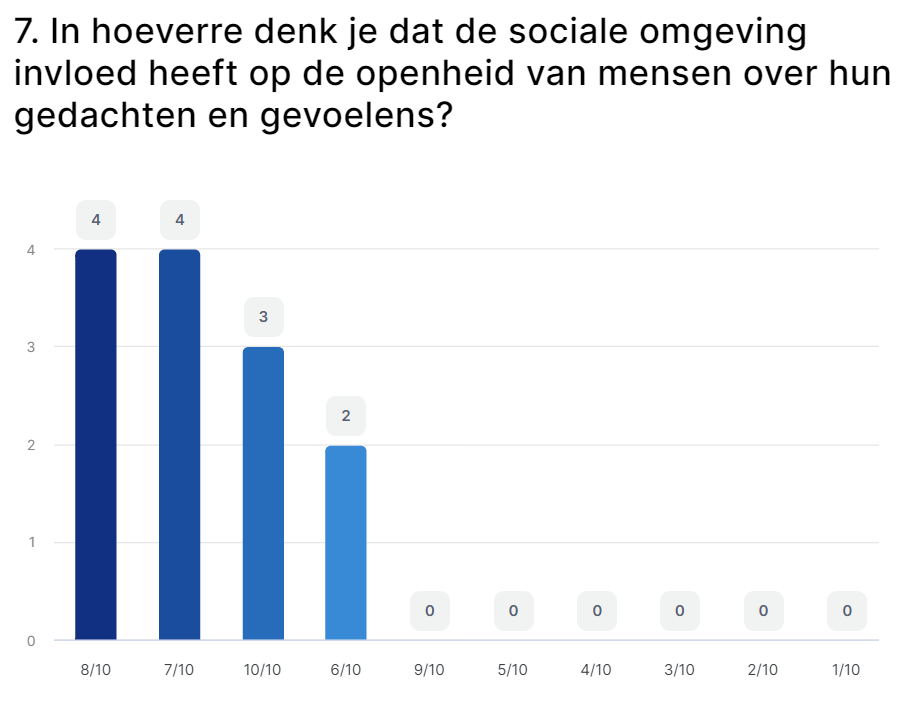 7. In hoeverre denk je dat de sociale omgeving
invloed heeft op de openheid van mensen over hun
gedachten en gevoelens?
4 4
4
3
3
2
2
1
0 0 0 0 0 0
0
8/10 7/10 10/10 6/10 9/10 5/10 4/10 3/10 2/10 1/10